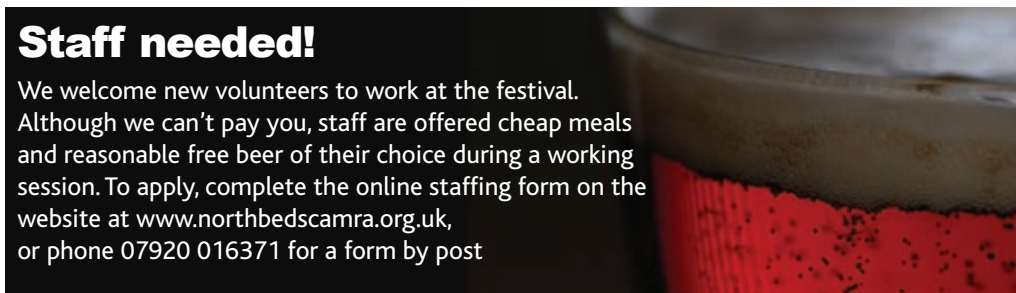 Staff needed!
We welcome new volunteers to work at the festival.
Although we can’t pay you, staff are offered cheap meals
and reasonable free beer of their choice during a working
session. To apply, complete the online staffing form on the
website at www.northbedscamra.org.uk,
or phone 07920 016371 for a form by post